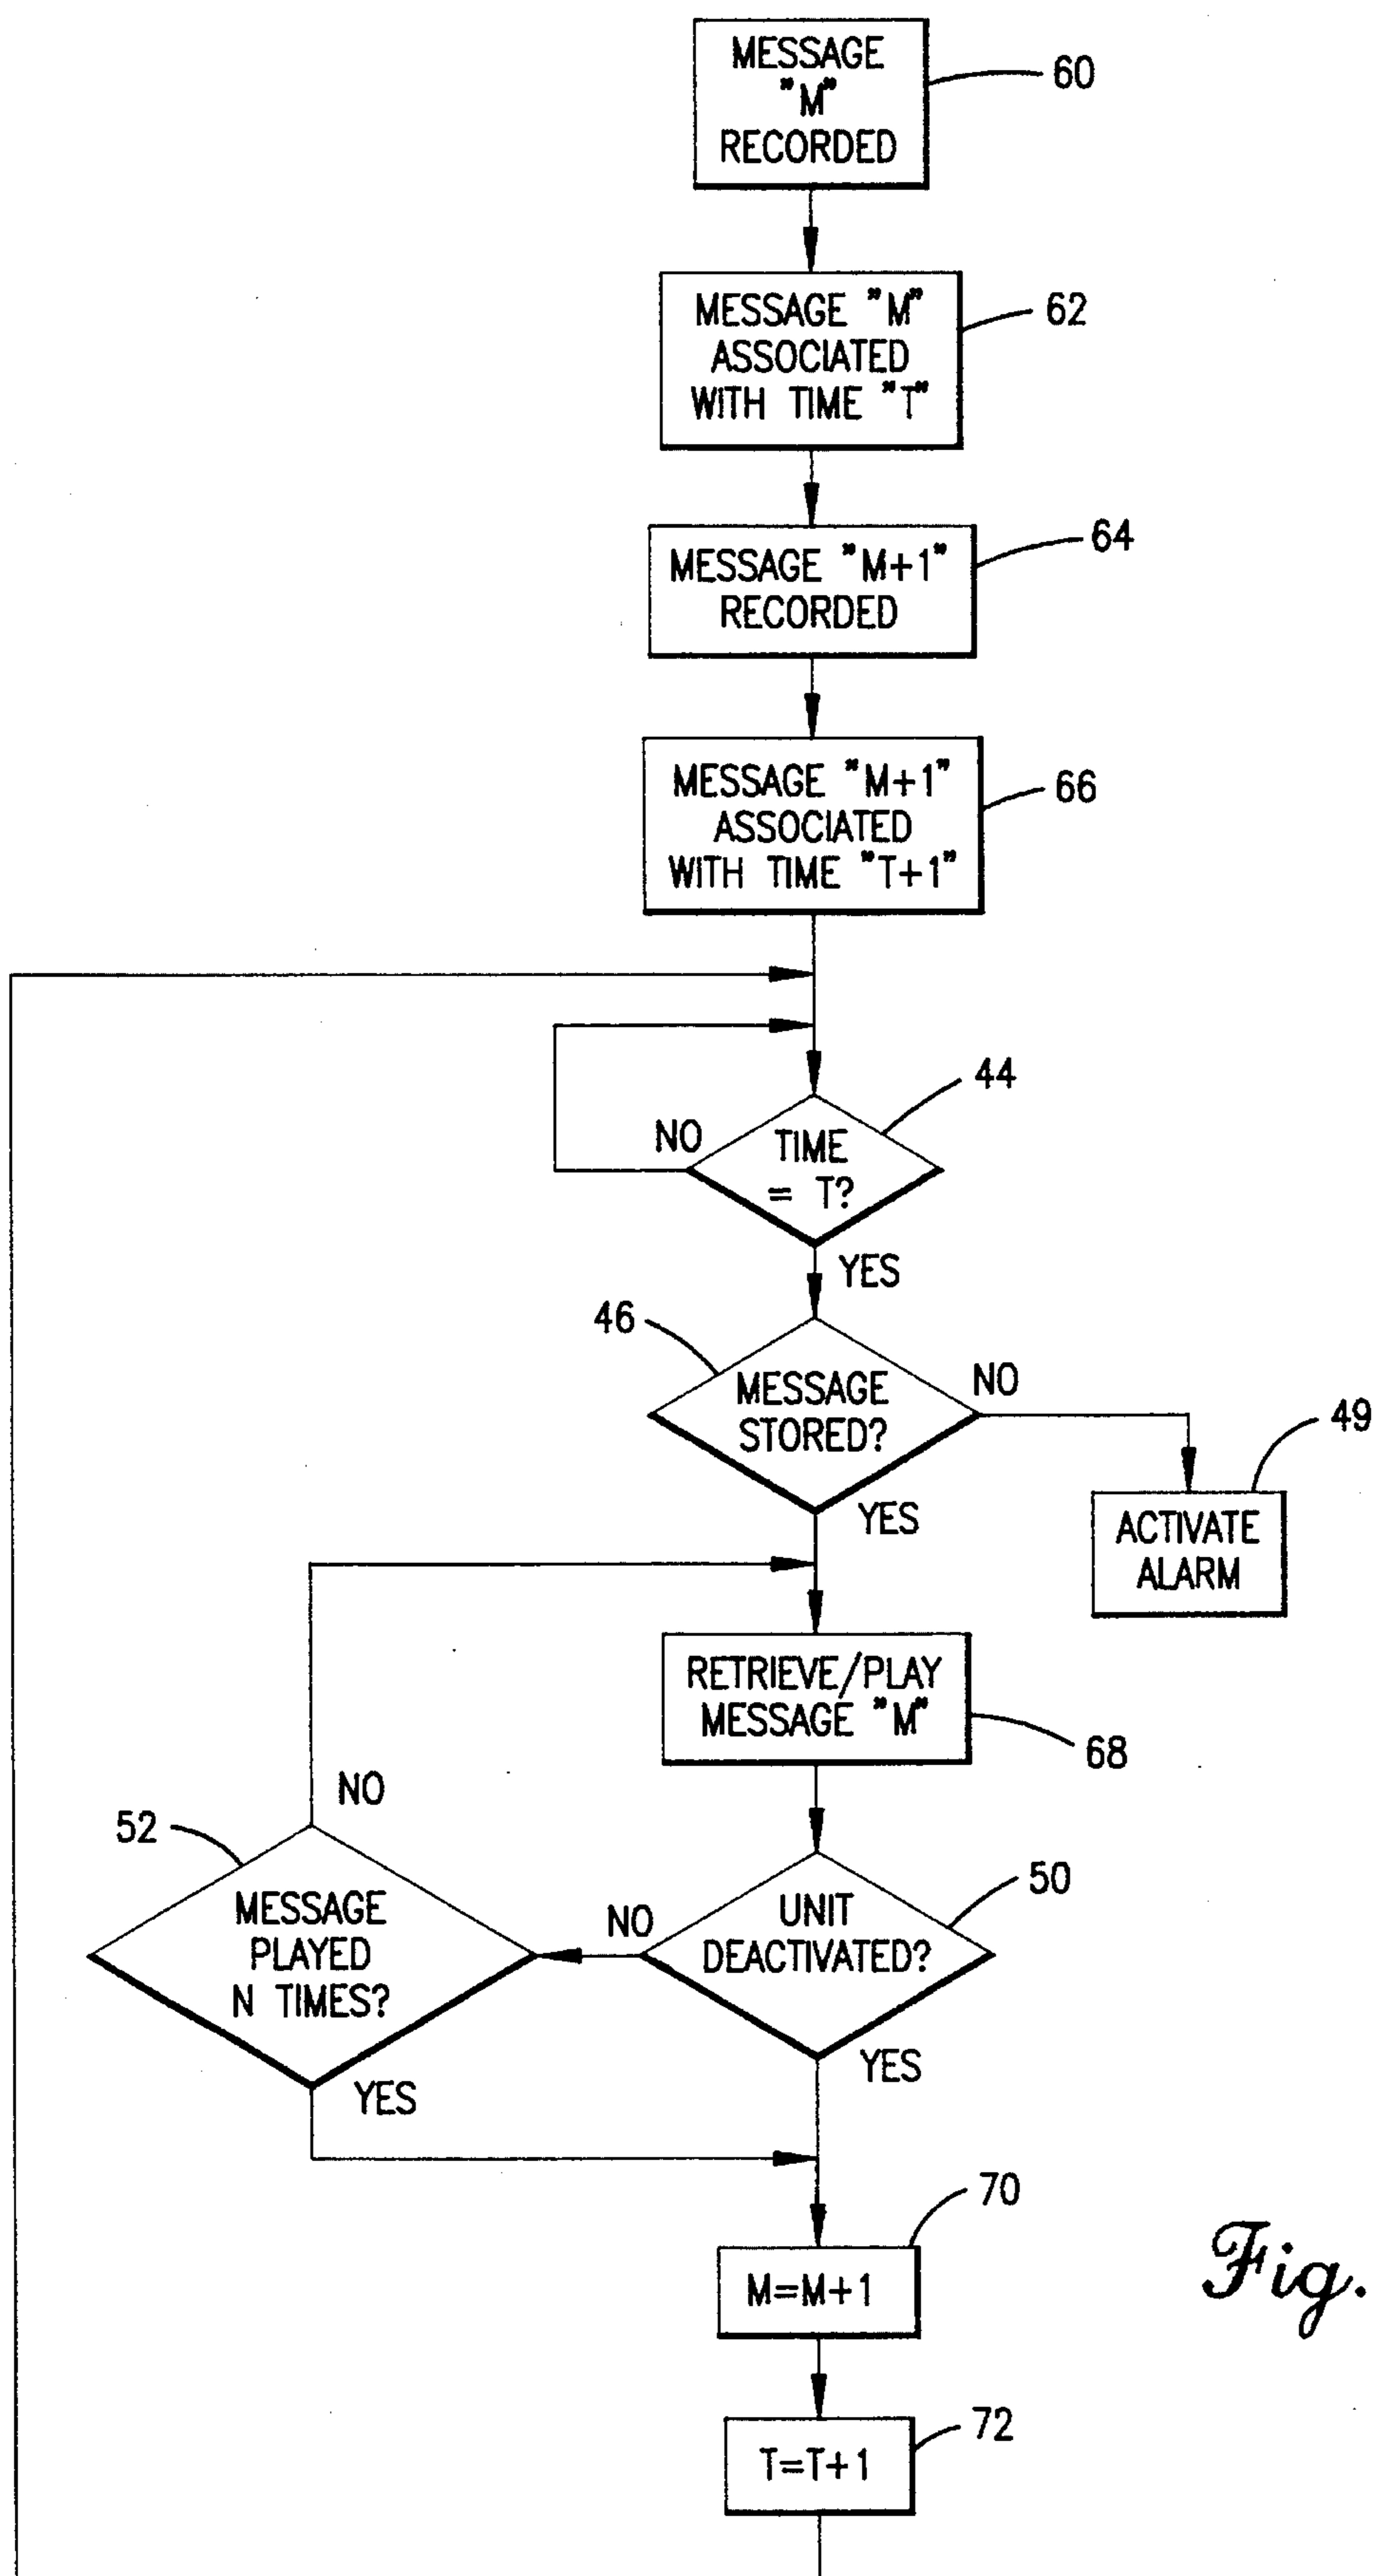 MESSAGE
"M"
RECORDED
60
MESSAGE "M"
ASSOCIATED
WITH TIME "T"
62
MESSAGE "M+1"
RECORDED
64
MESSAGE "M+1"
ASSOCIATED
WITH TIME "T+1"
66
44
NO
TIME
= T?
YES
46
MESSAGE
STORED?
NO
49
YES
ACTIVATE
ALARM
RETRIEVE/PLAY
MESSAGE "M"
68
NO
52
MESSAGE
PLAYED
N TIMES?
NO
50
UNIT
DEACTIVATED?
YES
YES
70
M=M+1
Fig.
72
T=T+1